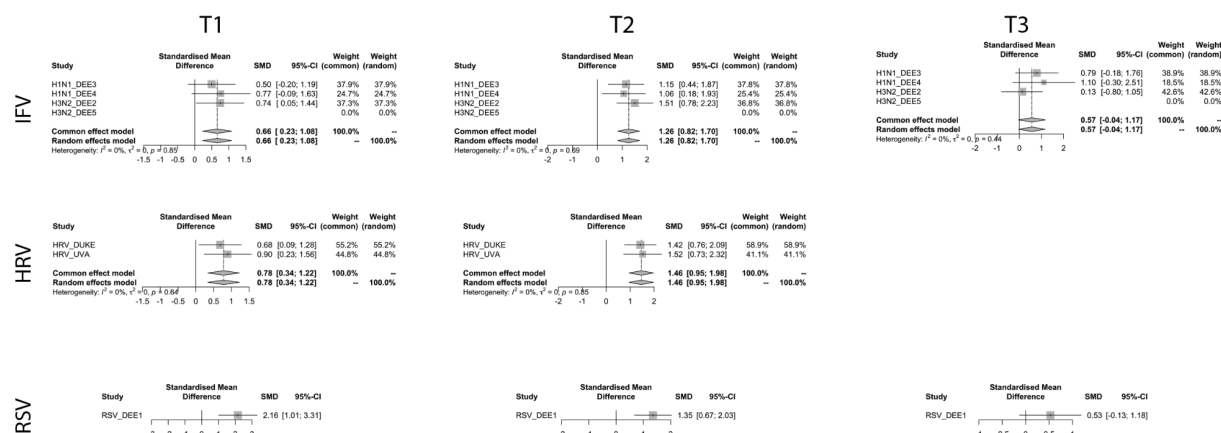 T1 T2 T3
IFV
Standardised Mean Weight Weight
Study Difference SMD 95%-CI (common) (random)
H1N1_DEE3 0.50 [-0.20; 1.19] 37.9% 37.9%
H1N1_DEE4 0.77 [-0.09; 1.63] 24.7% 24.7%
H3N2_DEE2 0.74 [ 0.05; 1.44] 37.3% 37.3%
H3N2_DEE5 0.0% 0.0%
Common effect model 0.66 [ 0.23; 1.08] 100.0% --
Random effects model 0.66 [ 0.23; 1.08] -- 100.0%
Heterogeneity: I² = 0%, τ² = 0, p = 0.85
-1.5 -1 -0.5 0 0.5 1 1.5
Standardised Mean Weight Weight
Study Difference SMD 95%-CI (common) (random)
H1N1_DEE3 1.15 [0.44; 1.87] 37.8% 37.8%
H1N1_DEE4 1.06 [0.18; 1.93] 25.4% 25.4%
H3N2_DEE2 1.51 [0.78; 2.23] 36.8% 36.8%
H3N2_DEE5 0.0% 0.0%
Common effect model 1.26 [0.82; 1.70] 100.0% --
Random effects model 1.26 [0.82; 1.70] -- 100.0%
Heterogeneity: I² = 0%, τ² = 0, p = 0.69
-2 -1 0 1 2
Standardised Mean Weight Weight
Study Difference SMD 95%-CI (common) (random)
H1N1_DEE3 0.79 [-0.18; 1.76] 38.9% 38.9%
H1N1_DEE4 1.10 [-0.30; 2.51] 18.5% 18.5%
H3N2_DEE2 0.13 [-0.80; 1.05] 42.6% 42.6%
H3N2_DEE5 0.0% 0.0%
Common effect model 0.57 [-0.04; 1.17] 100.0% --
Random effects model 0.57 [-0.04; 1.17] -- 100.0%
Heterogeneity: I² = 0%, τ² = 0, p = 0.44
-2 -1 0 1 2
HRV
Standardised Mean Weight Weight
Study Difference SMD 95%-CI (common) (random)
HRV_DUKE 0.68 [0.09; 1.28] 55.2% 55.2%
HRV_UVA 0.90 [0.23; 1.56] 44.8% 44.8%
Common effect model 0.78 [0.34; 1.22] 100.0% --
Random effects model 0.78 [0.34; 1.22] -- 100.0%
Heterogeneity: I² = 0%, τ² = 0, p = 0.64
-1.5 -1 -0.5 0 0.5 1 1.5
Standardised Mean Weight Weight
Study Difference SMD 95%-CI (common) (random)
HRV_DUKE 1.42 [0.76; 2.09] 58.9% 58.9%
HRV_UVA 1.52 [0.73; 2.32] 41.1% 41.1%
Common effect model 1.46 [0.95; 1.98] 100.0% --
Random effects model 1.46 [0.95; 1.98] -- 100.0%
Heterogeneity: I² = 0%, τ² = 0, p = 0.85
-2 -1 0 1 2
RSV
Standardised Mean
Study Difference SMD 95%-CI
RSV_DEE1 2.16 [1.01; 3.31]
Standardised Mean
Study Difference SMD 95%-CI
RSV_DEE1 1.35 [0.67; 2.03]
Standardised Mean
Study Difference SMD 95%-CI
RSV_DEE1 0.53 [-0.13; 1.18]